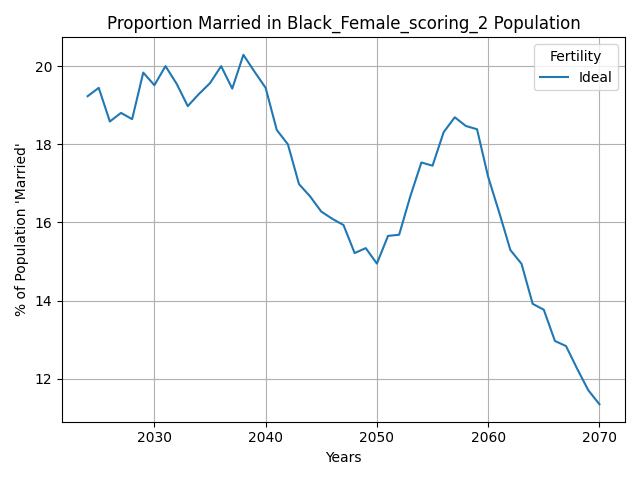 Proportion Married in Black_Female_scoring_2 Population
% of Population 'Married'
20
18
16
14
12
Fertility
Ideal
2030 2040 2050 2060 2070
Years